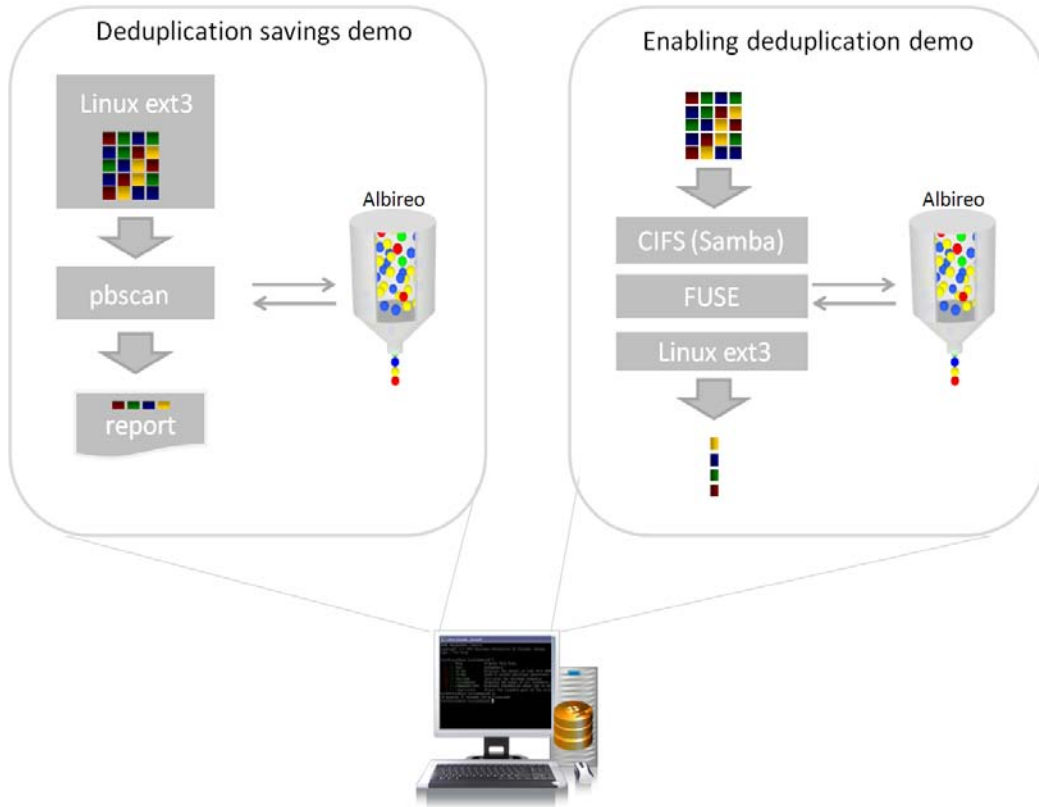 Deduplication savings demo
Linux ext3
Albireo
pbscan
report
Enabling deduplication demo
Albireo
CIFS (Samba)
FUSE
Linux ext3